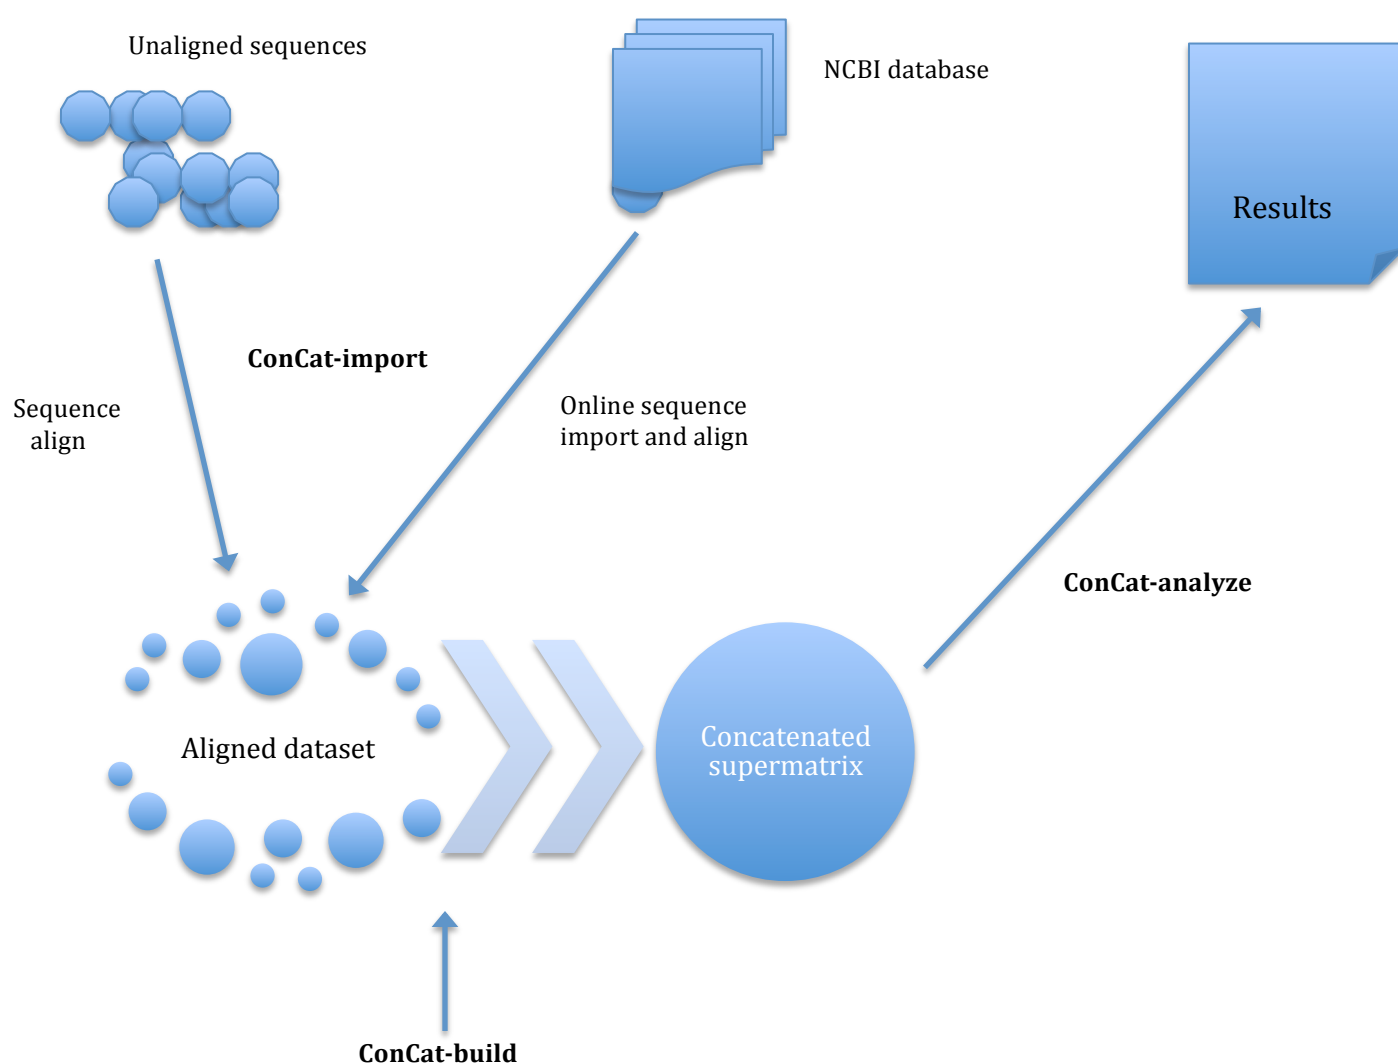 Unaligned sequences
NCBI database
Results
ConCat-import
Sequence
align
Online sequence
import and align
ConCat-analyze
Aligned dataset
Concatenated
supermatrix
ConCat-build